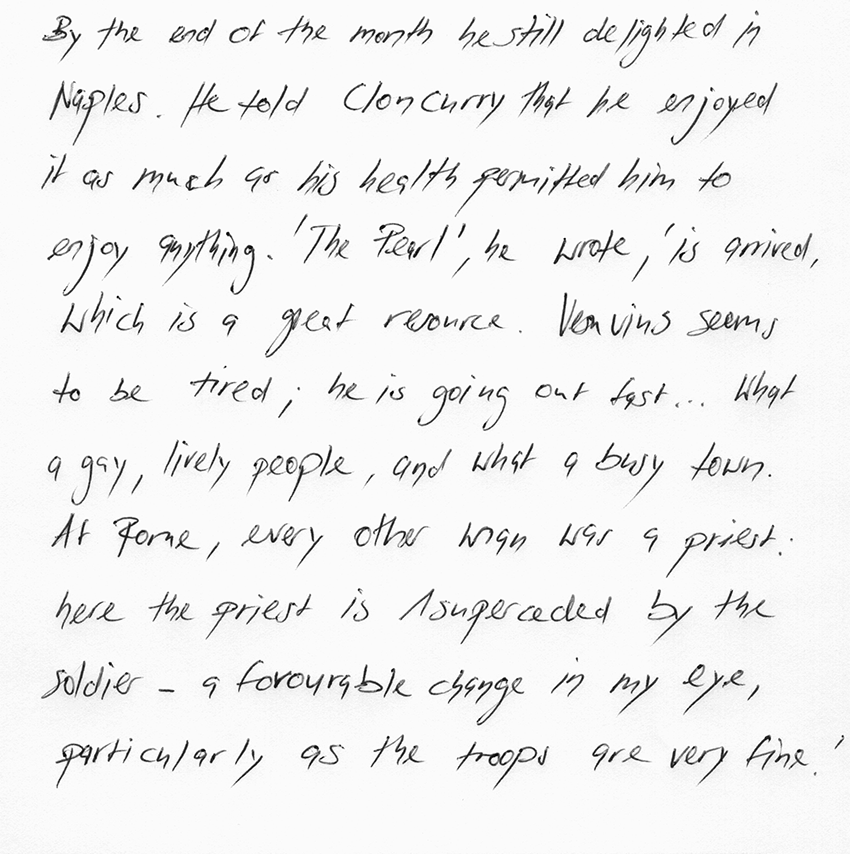 By the end of the month he still delighted in
Naples. He told Cloncurry that he enjoyed
it as much as his health permitted him to
enjoy anything. 'The Pearl', he wrote, 'is arrived,
which is a great resource. Vesuvius seems
to be tired; he is going out fast... What
a gay, lively people, and what a busy town.
At Rome, every other man was a priest:
here the priest is superceded by the
soldier - a favourable change in my eye,
particularly as the troops are very fine.'